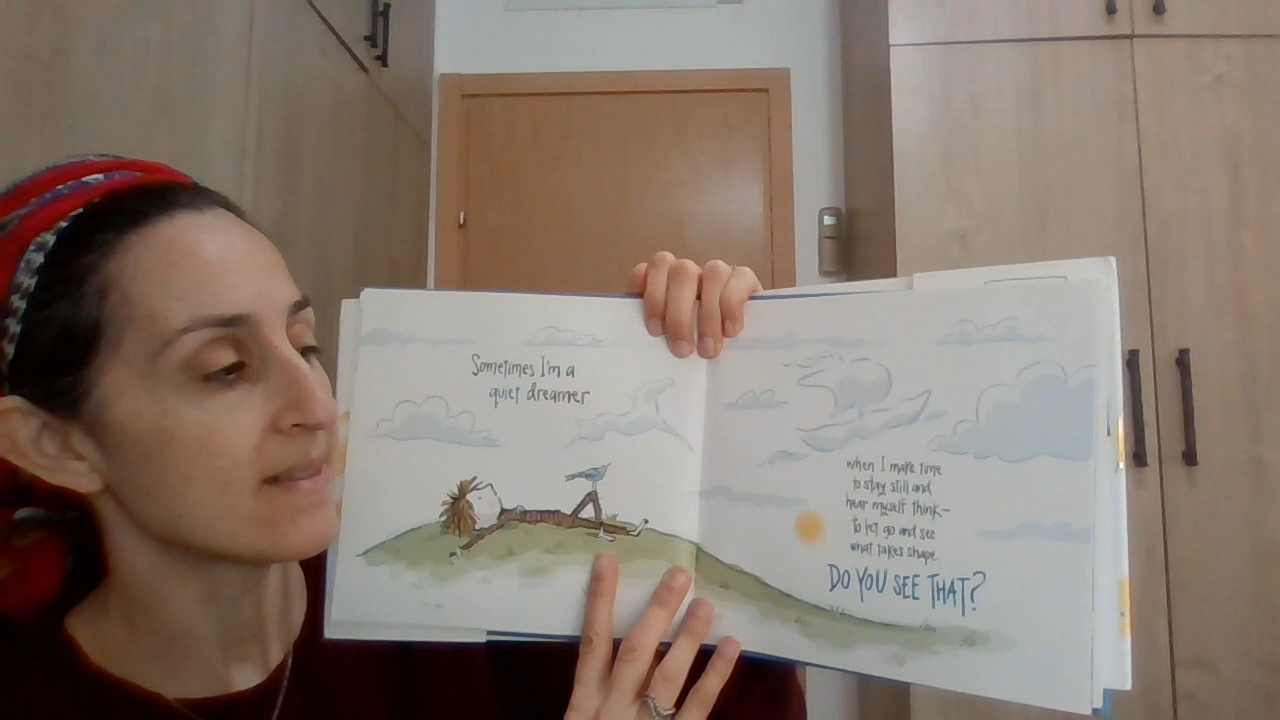 Sometimes I'm a
quiet dreamer
when I make time
to stay still and
hear myself think—
to let go and see
what takes shape.
DO YOU SEE THAT?